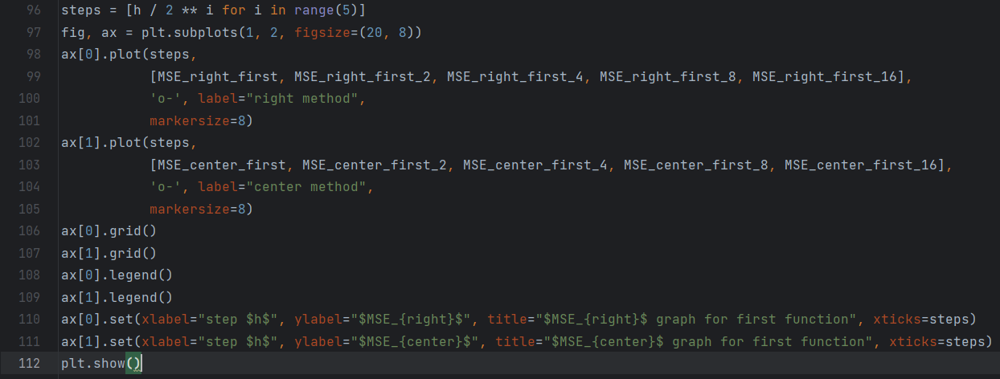 96 steps = [h / 2 ** i for i in range(5)]
97 fig, ax = plt.subplots(1, 2, figsize=(20, 8))
98 ax[0].plot(steps,
99 [MSE_right_first, MSE_right_first_2, MSE_right_first_4, MSE_right_first_8, MSE_right_first_16],
100 'o-', label="right method",
101 markersize=8)
102 ax[1].plot(steps,
103 [MSE_center_first, MSE_center_first_2, MSE_center_first_4, MSE_center_first_8, MSE_center_first_16],
104 'o-', label="center method",
105 markersize=8)
106 ax[0].grid()
107 ax[1].grid()
108 ax[0].legend()
109 ax[1].legend()
110 ax[0].set(xlabel="step $h$", ylabel="$MSE_{right}$", title="$MSE_{right}$ graph for first function", xticks=steps)
111 ax[1].set(xlabel="step $h$", ylabel="$MSE_{center}$", title="$MSE_{center}$ graph for first function", xticks=steps)
112 plt.show()